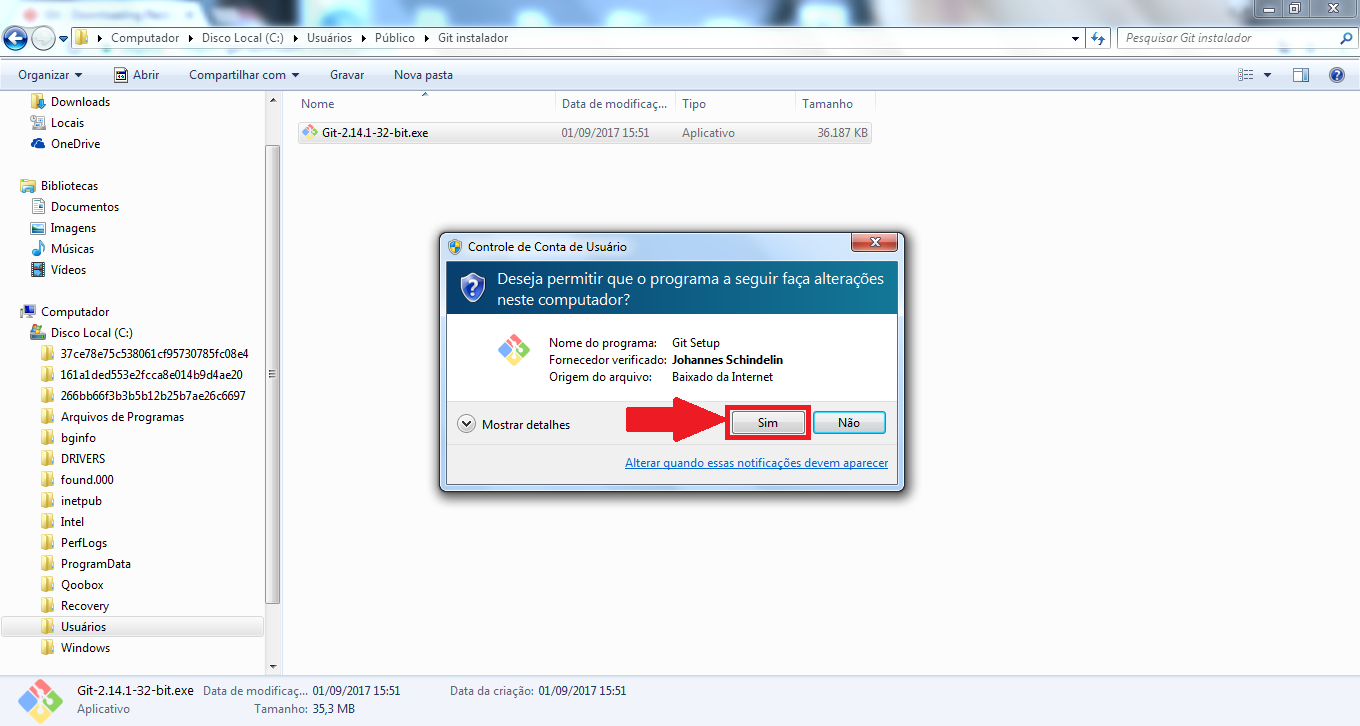 Computador Disco Local (C:) Usuários Público Git instalador
Pesquisar Git instalador
Organizar Abrir Compartilhar com Gravar Nova pasta
Downloads
Locais
OneDrive
Bibliotecas
Documentos
Imagens
Músicas
Vídeos
Computador
Disco Local (C:)
37ce78e75c538061cf95730785fc08e4
161a1ded553e2fcca8e014b9d4ae20
266bb66f3b3b5b12b25b7ae26c6697
Arquivos de Programas
bginfo
DRIVERS
found.000
inetpub
Intel
PerfLogs
ProgramData
Qoobox
Recovery
Usuários
Windows
Nome Data de modificaç... Tipo Tamanho
Git-2.14.1-32-bit.exe 01/09/2017 15:51 Aplicativo 36.187 KB
Controle de Conta de Usuário
Deseja permitir que o programa a seguir faça alterações
neste computador?
Nome do programa: Git Setup
Fornecedor verificado: Johannes Schindelin
Origem do arquivo: Baixado da Internet
Mostrar detalhes Sim Não
Alterar quando essas notificações devem aparecer
Git-2.14.1-32-bit.exe Data de modificaç... 01/09/2017 15:51 Data da criação: 01/09/2017 15:51
Aplicativo Tamanho: 35,3 MB